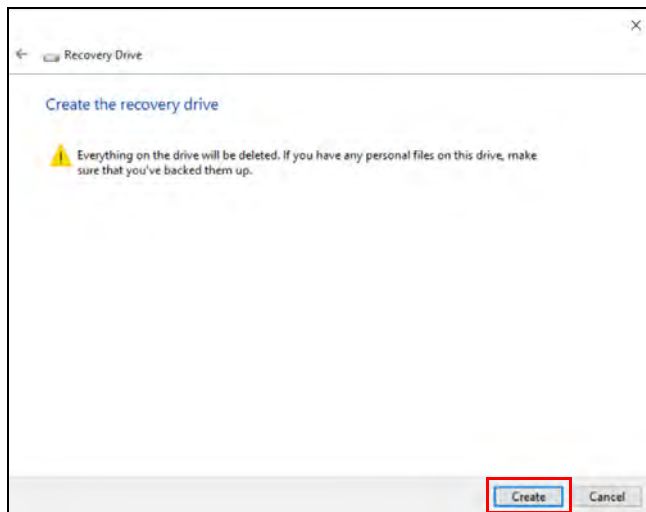 Recovery Drive
Create the recovery drive
Everything on the drive will be deleted. If you have any personal files on this drive, make
sure that you've backed them up.
Create Cancel